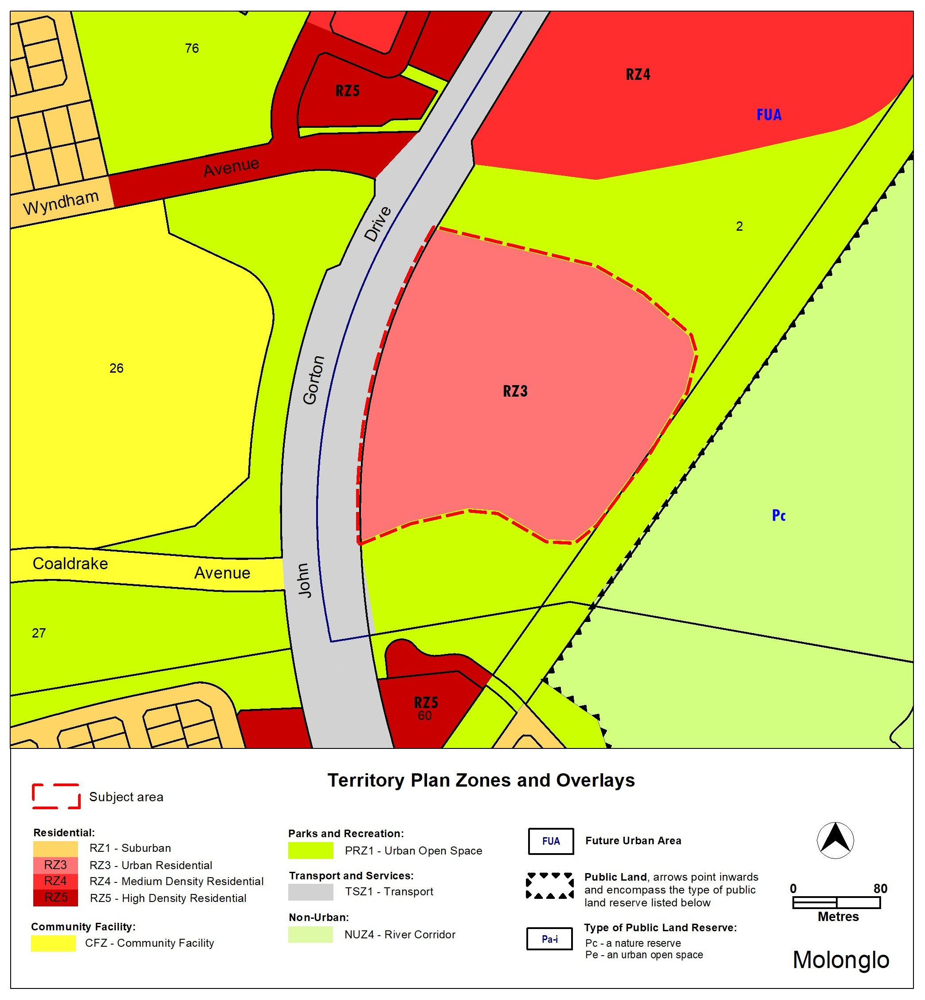 76
RZ4
RZ5
FUA
Avenue
Wyndham
Drive
2
26
Gorton
RZ3
Pc
Coaldrake
Avenue
John
27
RZ5
60
Territory Plan Zones and Overlays
Subject area
Residential:
RZ1 - Suburban
RZ3 RZ3 - Urban Residential
RZ4 RZ4 - Medium Density Residential
RZ5 RZ5 - High Density Residential
Community Facility:
CFZ - Community Facility
Parks and Recreation:
PRZ1 - Urban Open Space
Transport and Services:
TSZ1 - Transport
Non-Urban:
NUZ4 - River Corridor
FUA Future Urban Area
Public Land, arrows point inwards
and encompass the type of public
land reserve listed below
Type of Public Land Reserve:
Pa-i
Pc - a nature reserve
Pe - an urban open space
0 80
Metres
Molonglo